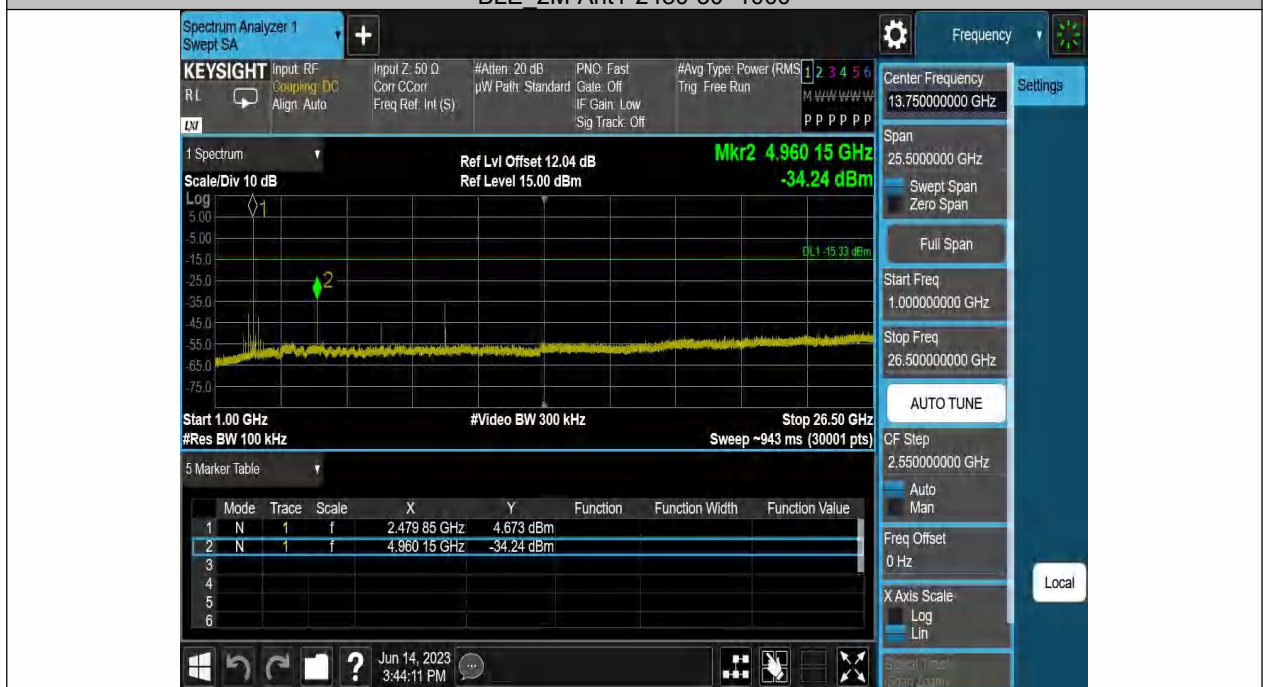 Spectrum Analyzer 1
Swept SA
Frequency
KEYSIGHT
RL
LXI
Input: RF
Coupling: DC
Align: Auto
Input Z: 50 Ω
Corr CCorr
Freq Ref: Int (S)
#Atten: 20 dB
µW Path: Standard
PNO: Fast
Gate: Off
IF Gain: Low
Sig Track: Off
#Avg Type: Power (RMS
Trig: Free Run
1 2 3 4 5 6
M W W W W W
P P P P P P
Center Frequency
13.750000000 GHz
Settings
1 Spectrum
Ref Lvl Offset 12.04 dB
Mkr2 4.960 15 GHz
Scale/Div 10 dB
Ref Level 15.00 dBm
-34.24 dBm
Log
1
5.00
-5.00
DL1 -15.33 dBm
-15.0
2
-25.0
-35.0
-45.0
-55.0
-65.0
-75.0
Start 1.00 GHz
#Video BW 300 kHz
Stop 26.50 GHz
#Res BW 100 kHz
Sweep ~943 ms (30001 pts)
Span
25.5000000 GHz
Swept Span
Zero Span
Full Span
Start Freq
1.000000000 GHz
Stop Freq
26.500000000 GHz
AUTO TUNE
CF Step
2.550000000 GHz
Auto
Man
Freq Offset
0 Hz
X Axis Scale
Log
Lin
Local
5 Marker Table
Mode Trace Scale X Y Function Function Width Function Value
1 N 1 f 2.479 85 GHz 4.673 dBm
2 N 1 f 4.960 15 GHz -34.24 dBm
3
4
5
6
?
Jun 14, 2023
3:44:11 PM